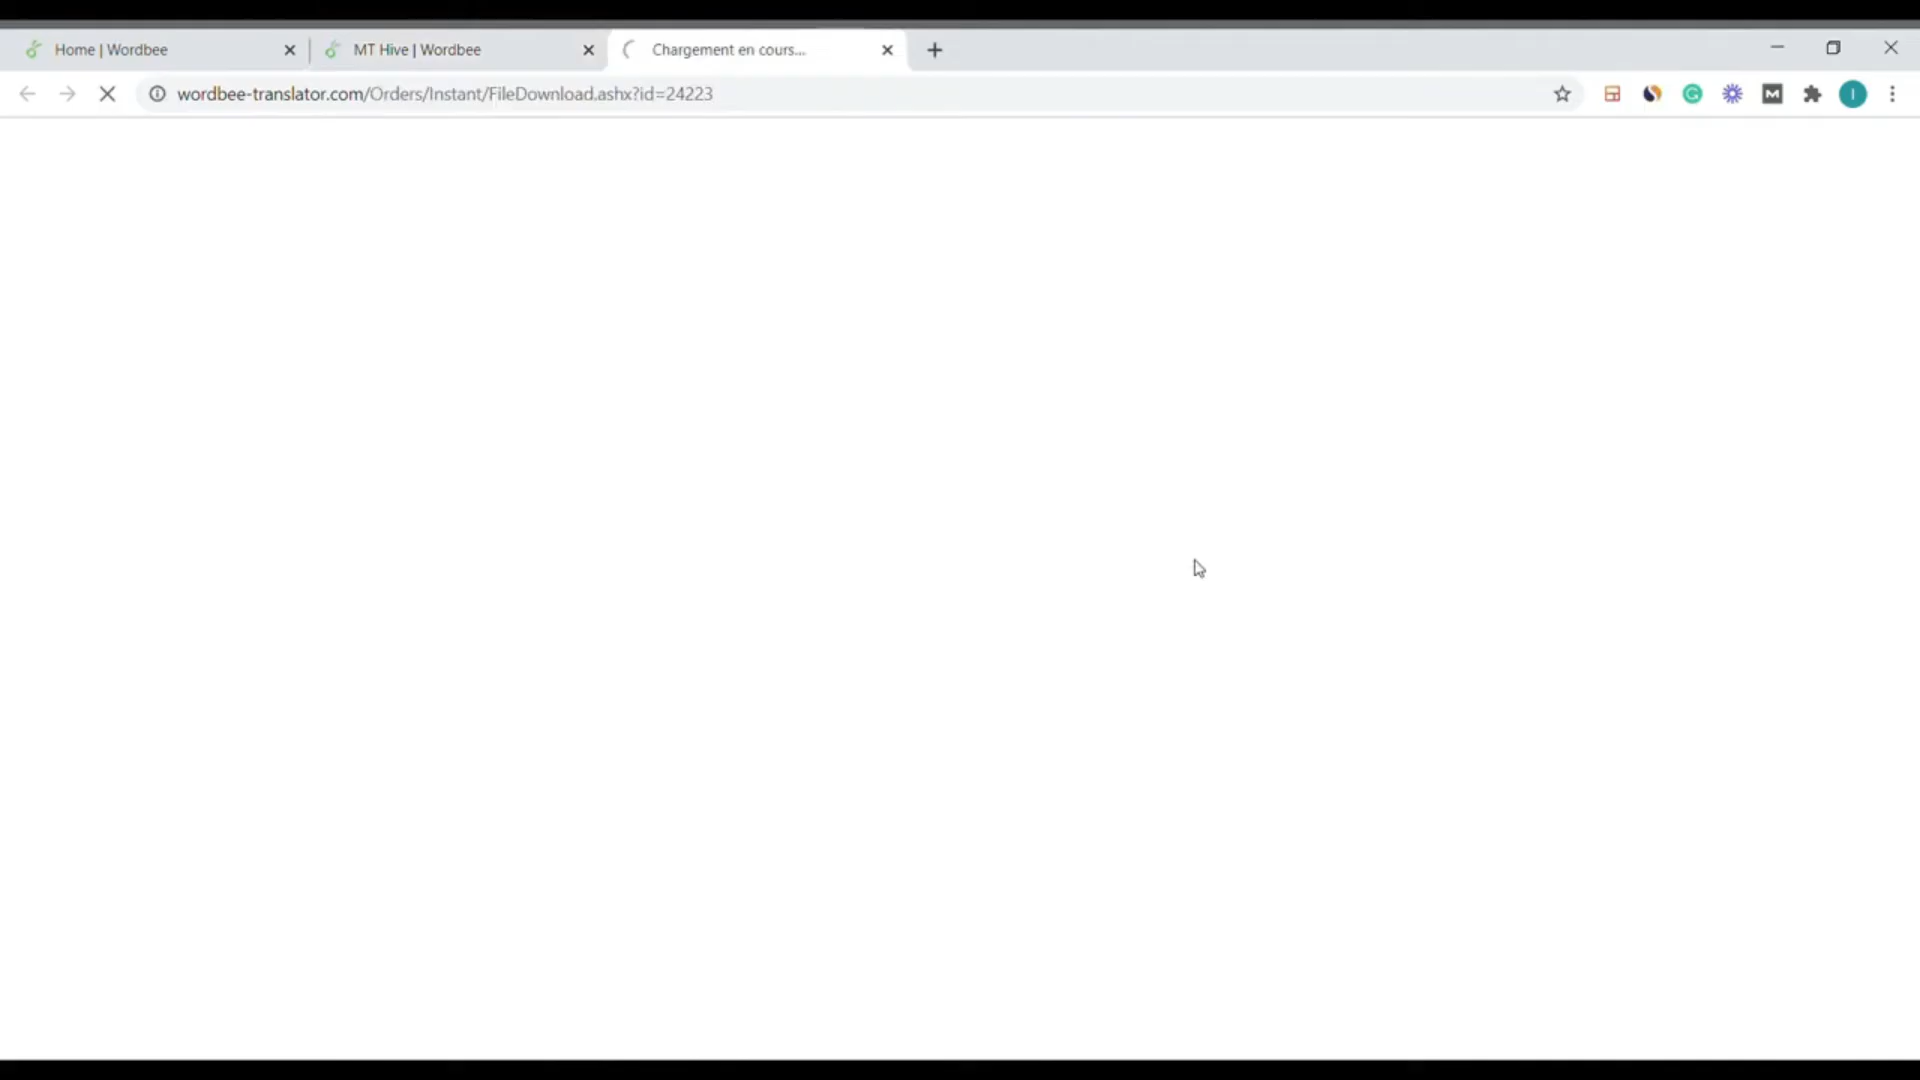 Home | Wordbee
MT Hive | Wordbee
Chargement en cours...
wordbee-translator.com/Orders/Instant/FileDownload.ashx?id=24223
M
I